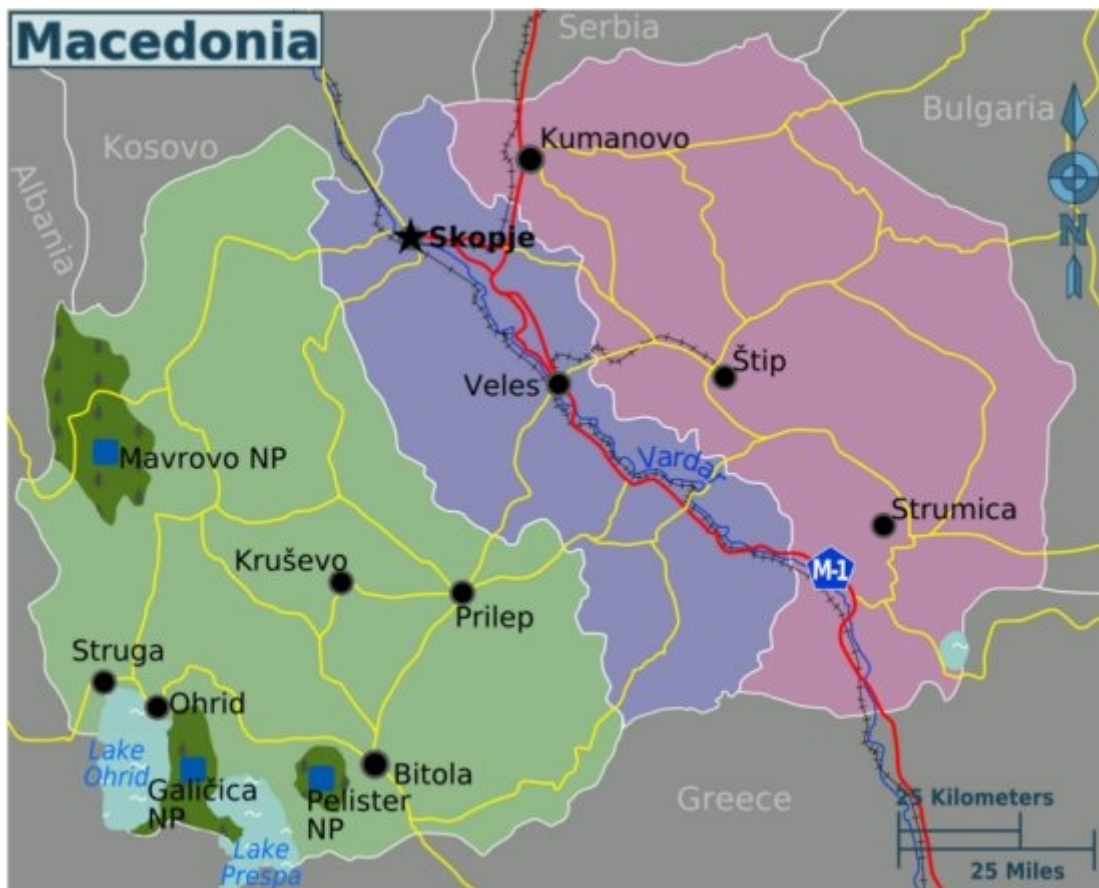 Macedonia
Serbia
Bulgaria
Kosovo
Kumanovo
Albania
N
Skopje
Štip
Veles
Mavrovo NP
Vardar
Strumica
Kruševo
M-1
Prilep
Struga
Ohrid
Lake
Ohrid
Galičica
NP
Pelister
NP
Bitola
Greece
25 Kilometers
Lake
Prespa
25 Miles